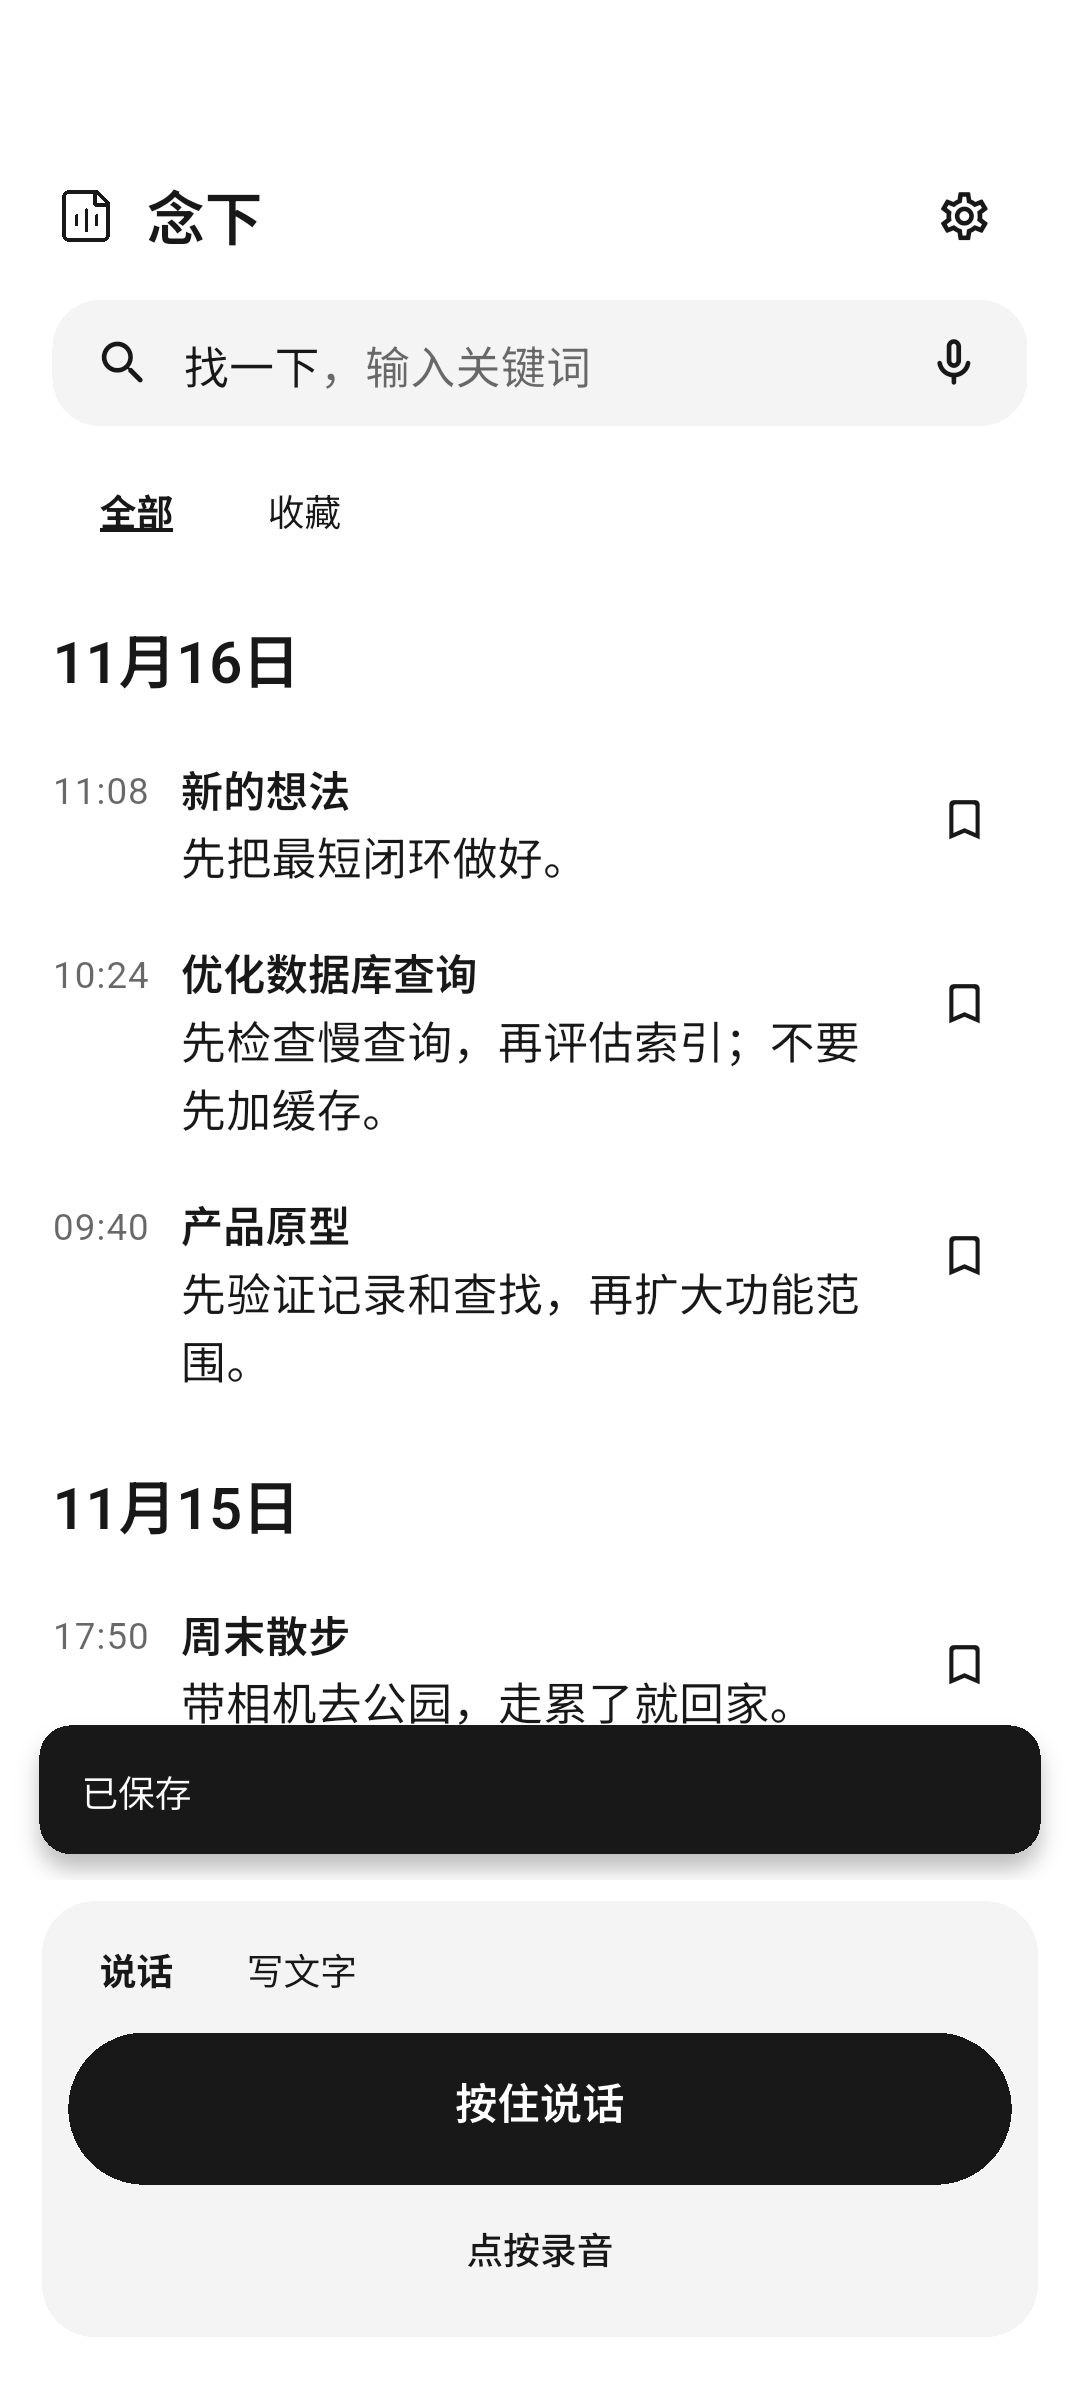 念下
找一下，输入关键词
全部 收藏
11月16日
11:08 新的想法
先把最短闭环做好。
10:24 优化数据库查询
先检查慢查询，再评估索引；不要
先加缓存。
09:40 产品原型
先验证记录和查找，再扩大功能范
围。
11月15日
17:50 周末散步
带相机去公园，走累了就回家。
已保存
说话 写文字
按住说话
点按录音